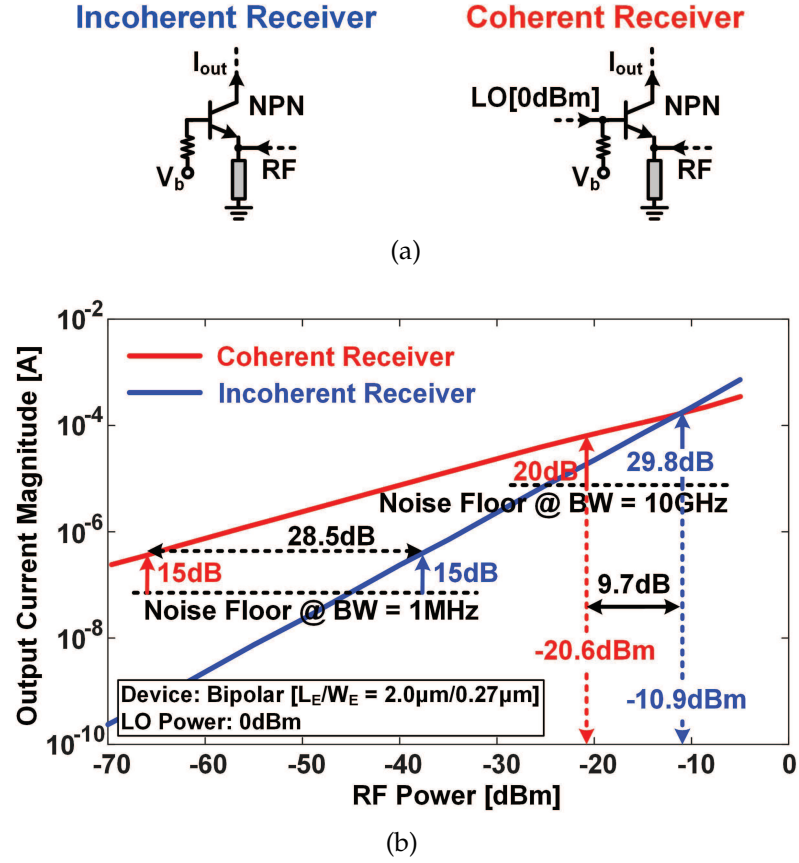 Incoherent Receiver
Coherent Receiver
Iout
NPN
RF
Vb
Iout
LO[0dBm]
NPN
RF
Vb
(a)
Output Current Magnitude [A]
10-2
10-4
10-6
10-8
10-10
Coherent Receiver
Incoherent Receiver
20dB
29.8dB
Noise Floor @ BW = 10GHz
28.5dB
15dB
15dB
Noise Floor @ BW = 1MHz
9.7dB
-20.6dBm
-10.9dBm
Device: Bipolar [LE/WE = 2.0μm/0.27μm]
LO Power: 0dBm
-70 -60 -50 -40 -30 -20 -10 0
RF Power [dBm]
(b)